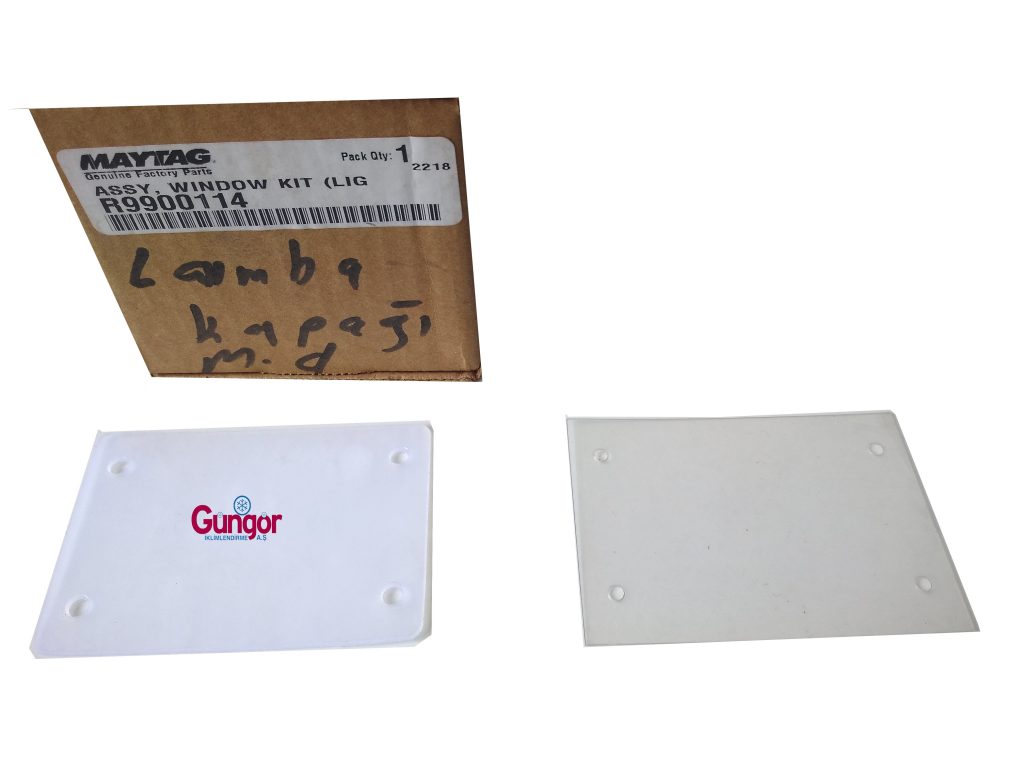 MAYTAG
Pack Qty: 1
Genuine Factory Parts
2218
ASSY, WINDOW KIT (LIG
R9900114
Lamba
kapağı
m.d
Güngör
İKLİMLENDİRME A.Ş